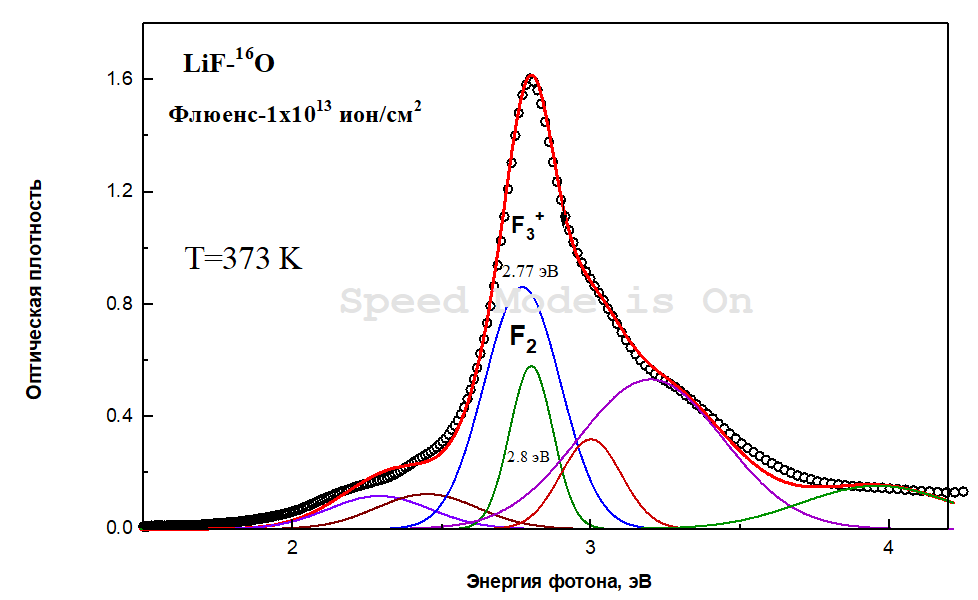 LiF-¹⁶O
Флюенс-1x10¹³ ион/см²
T=373 K
F₃⁺
2.77 эВ
Speed Mode is On
F₂
2.8 эВ
Оптическая плотность
1.6
1.2
0.8
0.4
0.0
2
3
4
Энергия фотона, эВ